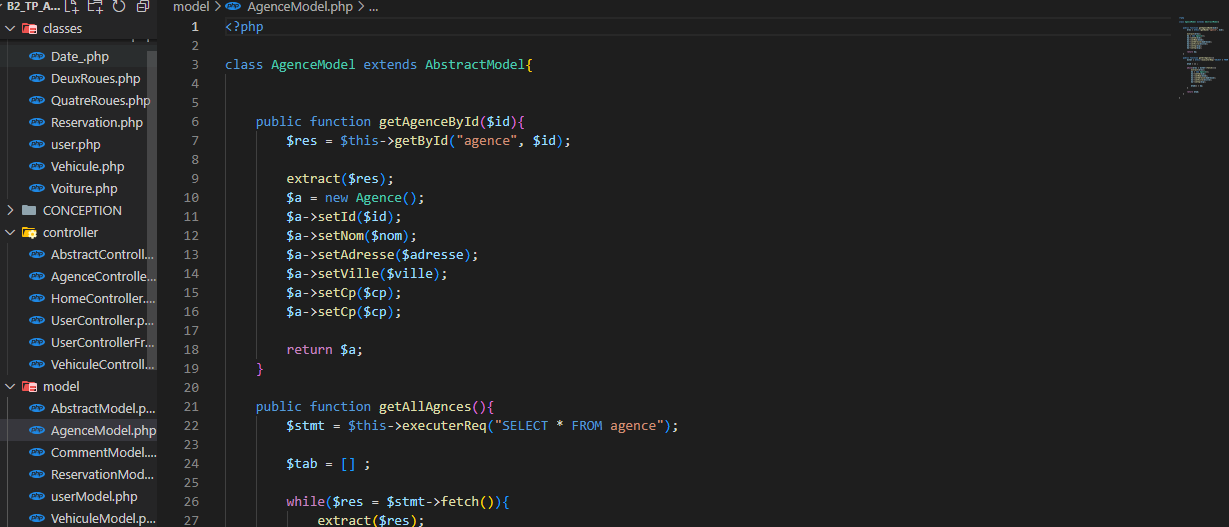 B2_TP_A...
classes
Date_.php
DeuxRoues.php
QuatreRoues.php
Reservation.php
user.php
Vehicule.php
Voiture.php
CONCEPTION
controller
AbstractControll...
AgenceControlle...
HomeController....
UserController.p...
UserControllerFr...
VehiculeControll...
model
AbstractModel.p...
AgenceModel.php
CommentModel....
ReservationMod...
userModel.php
VehiculeModel.p...
model > AgenceModel.php > ...
1 <?php
2
3 class AgenceModel extends AbstractModel{
4
5
6 public function getAgenceById($id){
7 $res = $this->getById("agence", $id);
8
9 extract($res);
10 $a = new Agence();
11 $a->setId($id);
12 $a->setNom($nom);
13 $a->setAdresse($adresse);
14 $a->setVille($ville);
15 $a->setCp($cp);
16 $a->setCp($cp);
17
18 return $a;
19 }
20
21 public function getAllAgnces(){
22 $stmt = $this->executerReq("SELECT * FROM agence");
23
24 $tab = [] ;
25
26 while($res = $stmt->fetch()){
27 extract($res);